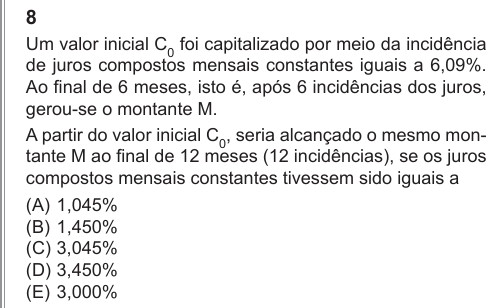 8
Um valor inicial C₀ foi capitalizado por meio da incidência
de juros compostos mensais constantes iguais a 6,09%.
Ao final de 6 meses, isto é, após 6 incidências dos juros,
gerou-se o montante M.
A partir do valor inicial C₀, seria alcançado o mesmo mon-
tante M ao final de 12 meses (12 incidências), se os juros
compostos mensais constantes tivessem sido iguais a
(A) 1,045%
(B) 1,450%
(C) 3,045%
(D) 3,450%
(E) 3,000%